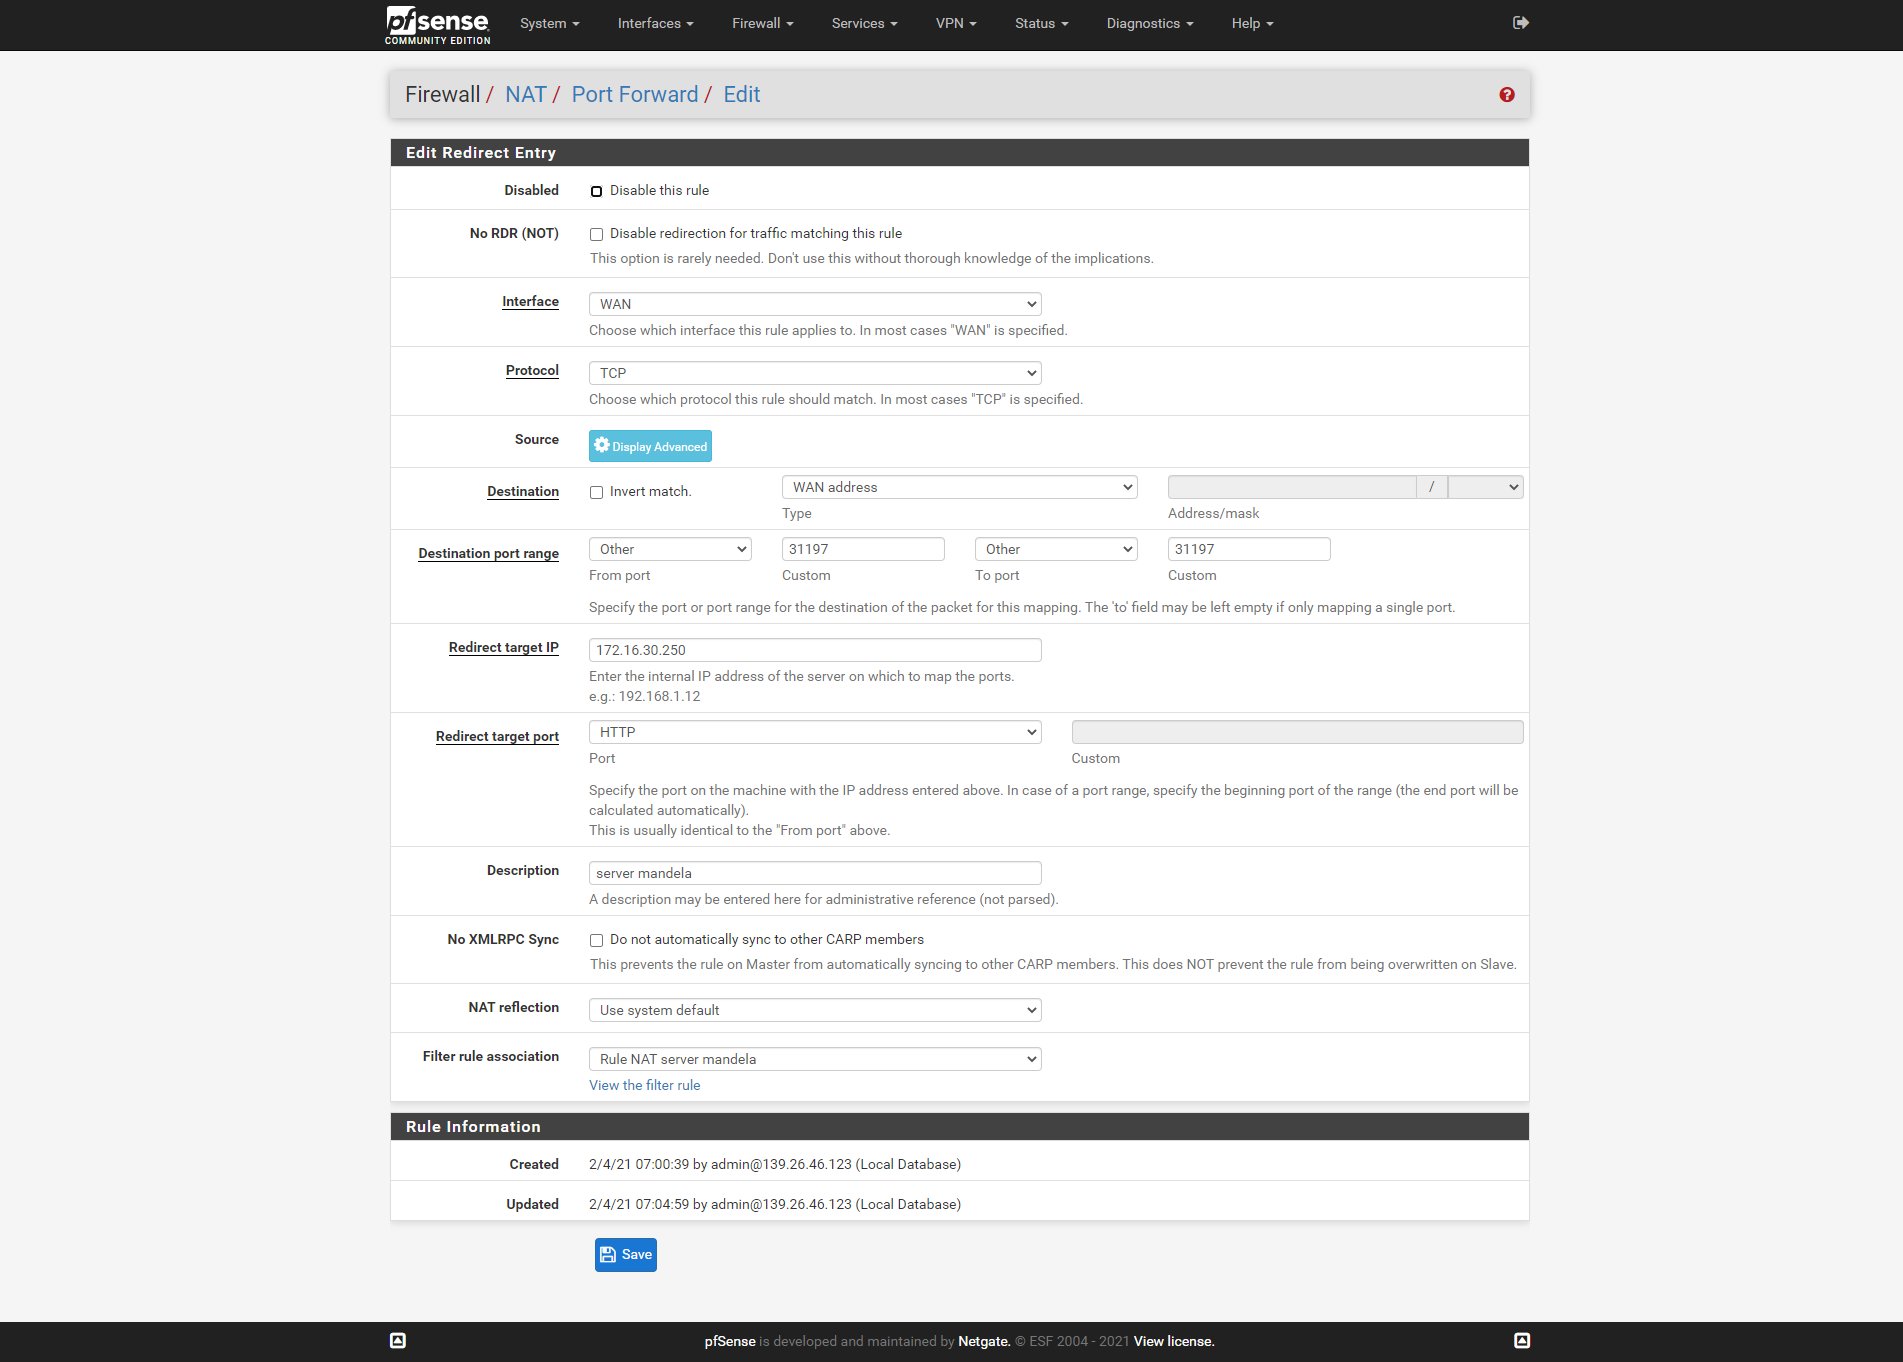 pfsense
COMMUNITY EDITION
System Interfaces Firewall Services VPN Status Diagnostics Help
Firewall / NAT / Port Forward / Edit
Edit Redirect Entry
Disabled Disable this rule
No RDR (NOT) Disable redirection for traffic matching this rule
This option is rarely needed. Don't use this without thorough knowledge of the implications.
Interface WAN
Choose which interface this rule applies to. In most cases "WAN" is specified.
Protocol TCP
Choose which protocol this rule should match. In most cases "TCP" is specified.
Source Display Advanced
Destination Invert match. WAN address /
Type Address/mask
Destination port range Other 31197 Other 31197
From port Custom To port Custom
Specify the port or port range for the destination of the packet for this mapping. The 'to' field may be left empty if only mapping a single port.
Redirect target IP 172.16.30.250
Enter the internal IP address of the server on which to map the ports.
e.g.: 192.168.1.12
Redirect target port HTTP
Port Custom
Specify the port on the machine with the IP address entered above. In case of a port range, specify the beginning port of the range (the end port will be
calculated automatically).
This is usually identical to the "From port" above.
Description server mandela
A description may be entered here for administrative reference (not parsed).
No XMLRPC Sync Do not automatically sync to other CARP members
This prevents the rule on Master from automatically syncing to other CARP members. This does NOT prevent the rule from being overwritten on Slave.
NAT reflection Use system default
Filter rule association Rule NAT server mandela
View the filter rule
Rule Information
Created 2/4/21 07:00:39 by admin@139.26.46.123 (Local Database)
Updated 2/4/21 07:04:59 by admin@139.26.46.123 (Local Database)
Save
pfSense is developed and maintained by Netgate. © ESF 2004 - 2021 View license.